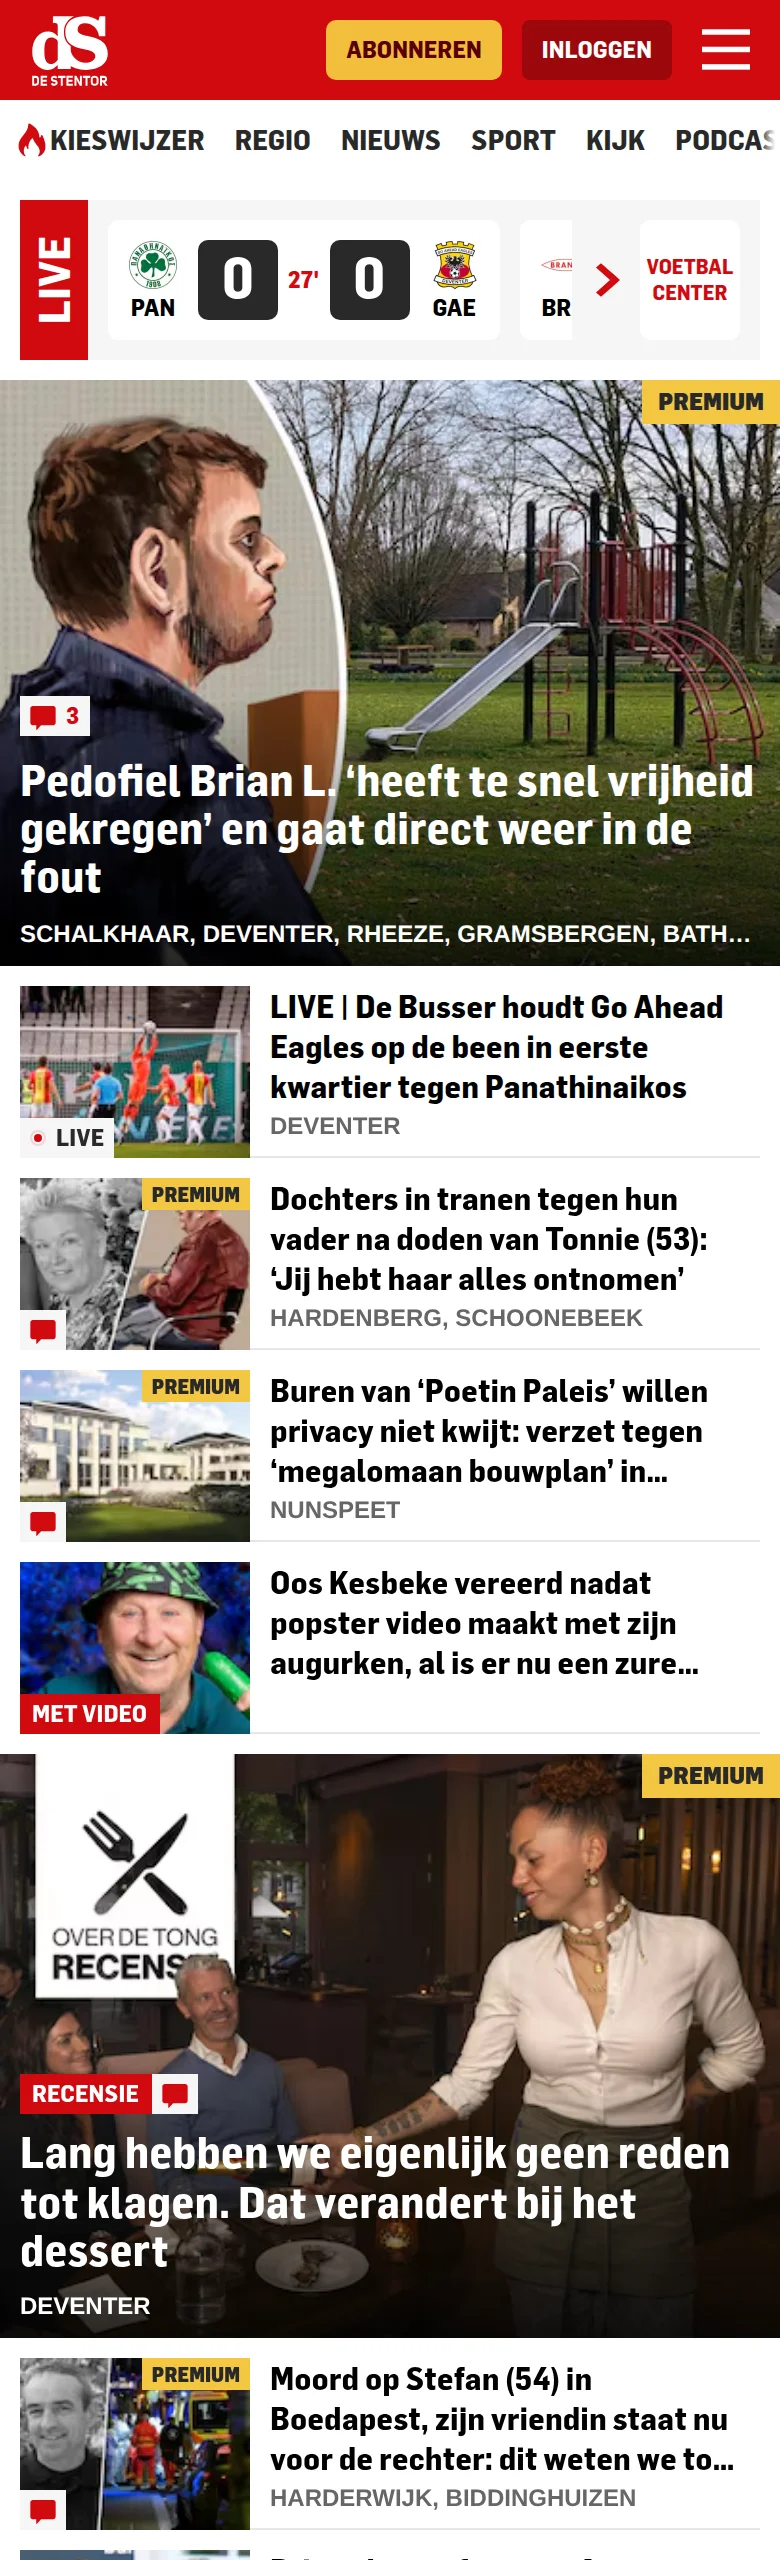 dS
DE STENTOR
ABONNEREN
INLOGGEN
KIESWIJZER REGIO NIEUWS SPORT KIJK PODCAS
LIVE
PAN
0
27'
0
GAE
BRAN
BR
VOETBAL
CENTER
PREMIUM
3
Pedofiel Brian L. ‘heeft te snel vrijheid
gekregen’ en gaat direct weer in de
fout
SCHALKHAAR, DEVENTER, RHEEZE, GRAMSBERGEN, BATH...
LIVE
LIVE | De Busser houdt Go Ahead
Eagles op de been in eerste
kwartier tegen Panathinaikos
DEVENTER
PREMIUM
Dochters in tranen tegen hun
vader na doden van Tonnie (53):
‘Jij hebt haar alles ontnomen’
HARDENBERG, SCHOONEBEEK
PREMIUM
Buren van ‘Poetin Paleis’ willen
privacy niet kwijt: verzet tegen
‘megalomaan bouwplan’ in...
NUNSPEET
MET VIDEO
Oos Kesbeke vereerd nadat
popster video maakt met zijn
augurken, al is er nu een zure...
PREMIUM
OVER DE TONG
RECENS
RECENSIE
Lang hebben we eigenlijk geen reden
tot klagen. Dat verandert bij het
dessert
DEVENTER
PREMIUM
Moord op Stefan (54) in
Boedapest, zijn vriendin staat nu
voor de rechter: dit weten we to...
HARDERWIJK, BIDDINGHUIZEN